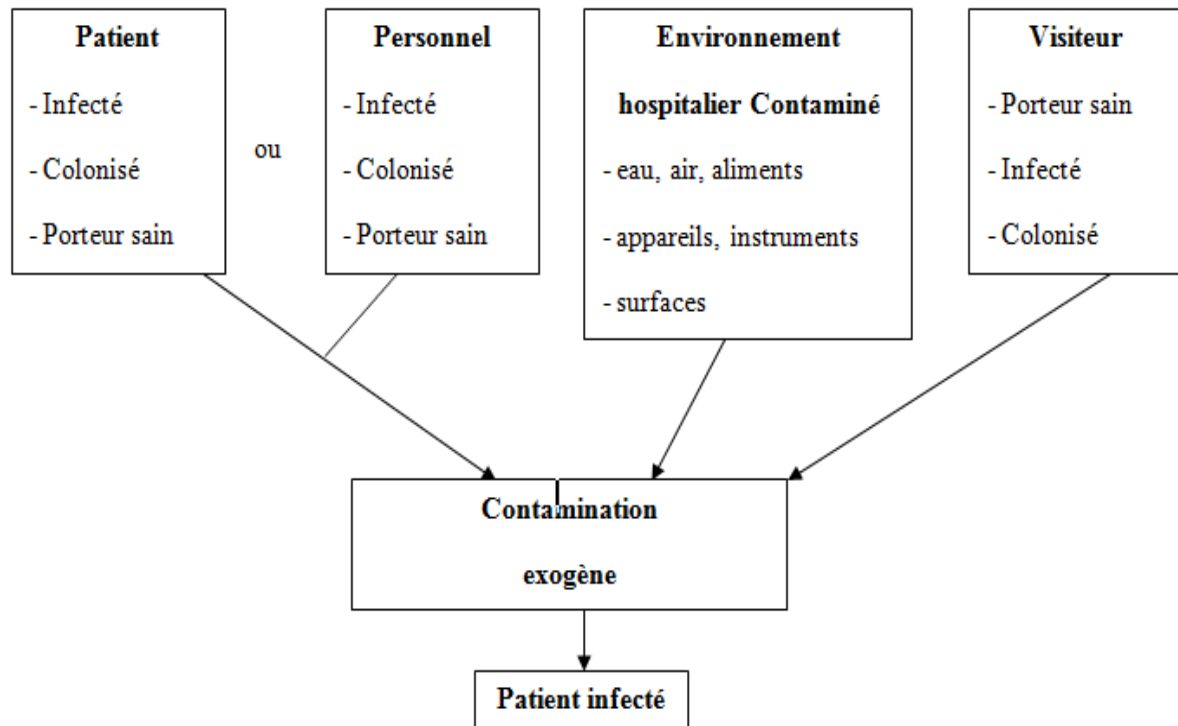 Patient
- Infecté
- Colonisé
- Porteur sain
ou
Personnel
- Infecté
- Colonisé
- Porteur sain
Environnement
hospitalier Contaminé
- eau, air, aliments
- appareils, instruments
- surfaces
Visiteur
- Porteur sain
- Infecté
- Colonisé
Contamination
exogène
Patient infecté